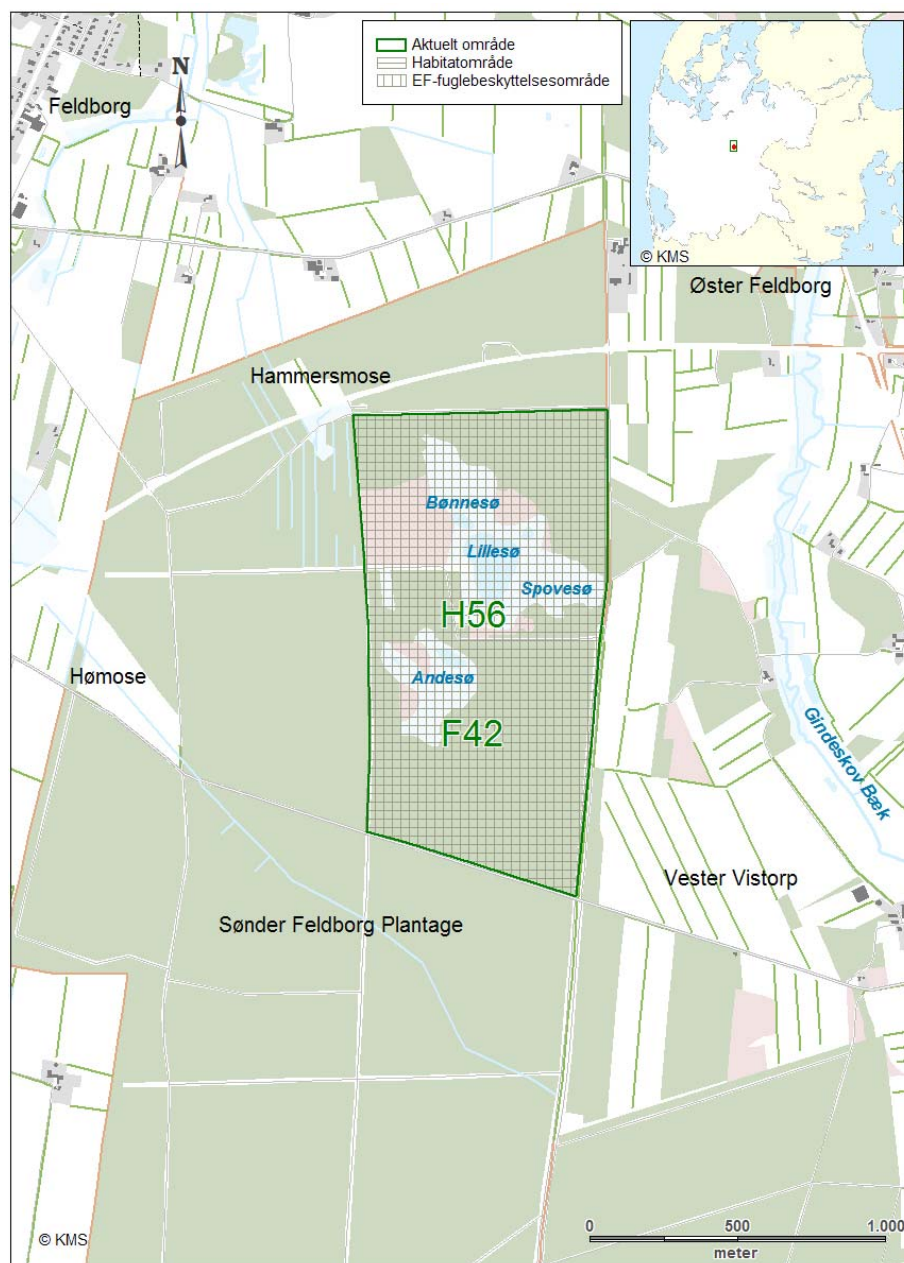 Aktuelt område
Habitatområde
EF-fuglebeskyttelsesområde
N
Feldborg
© KMS
Øster Feldborg
Hammersmose
Bønnesø
Lillesø
Spovesø
H56
Hømose
Andesø
F42
Gindeskov Bæk
Vester Vistorp
Sønder Feldborg Plantage
© KMS
0 500 1.000
meter